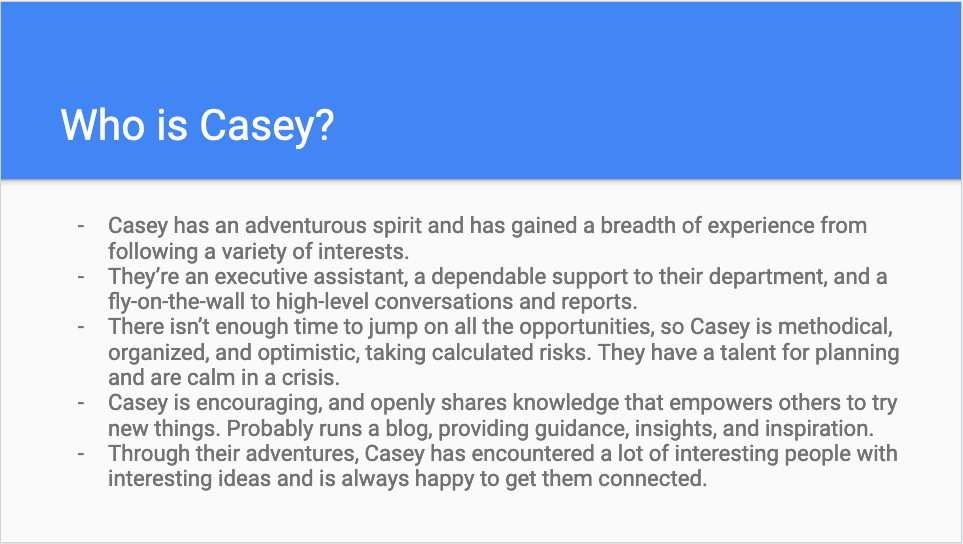 Who is Casey?
- Casey has an adventurous spirit and has gained a breadth of experience from
following a variety of interests.
- They’re an executive assistant, a dependable support to their department, and a
fly-on-the-wall to high-level conversations and reports.
- There isn’t enough time to jump on all the opportunities, so Casey is methodical,
organized, and optimistic, taking calculated risks. They have a talent for planning
and are calm in a crisis.
- Casey is encouraging, and openly shares knowledge that empowers others to try
new things. Probably runs a blog, providing guidance, insights, and inspiration.
- Through their adventures, Casey has encountered a lot of interesting people with
interesting ideas and is always happy to get them connected.